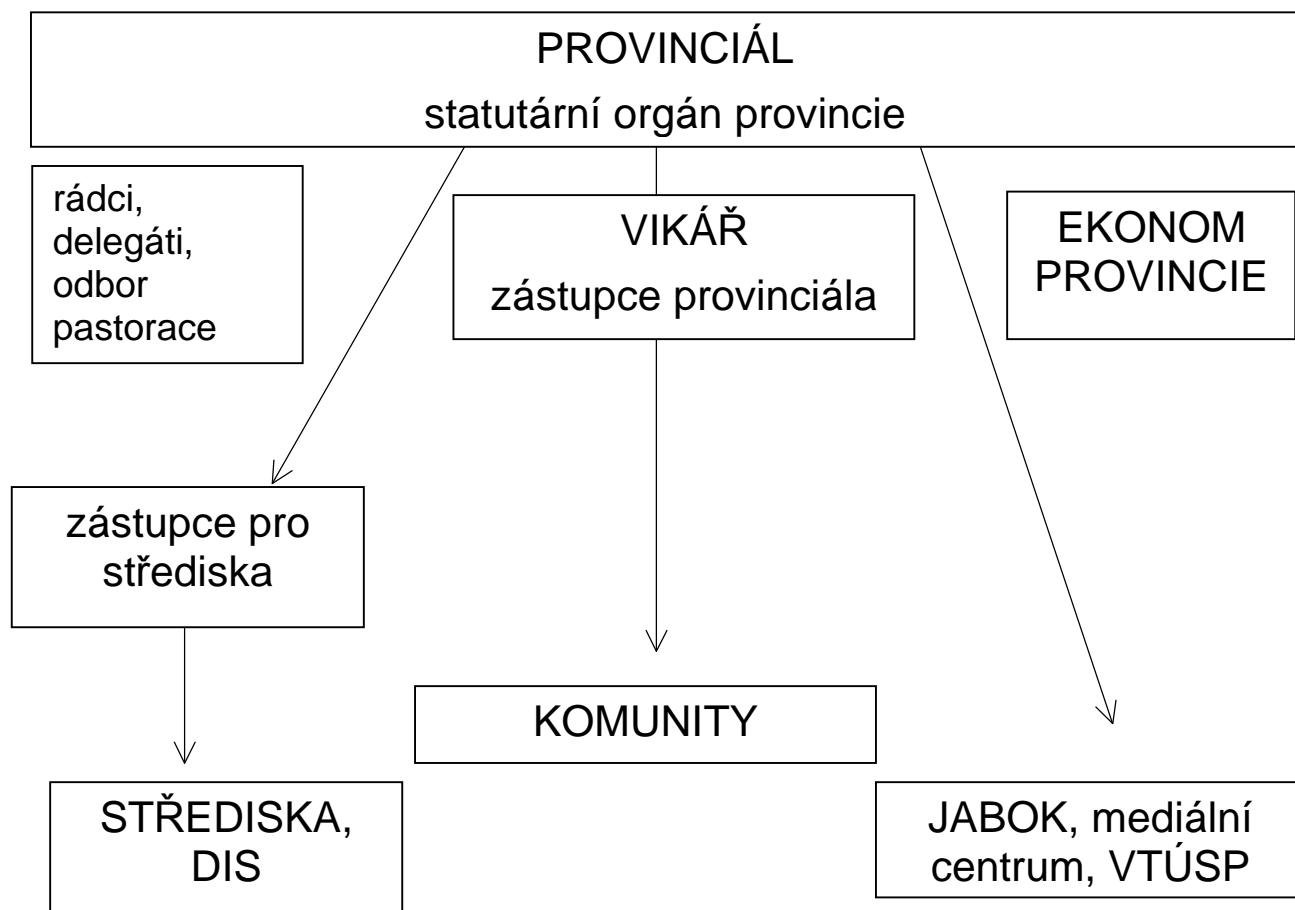 PROVINCIÁL
statutární orgán provincie
rádci,
delegáti,
odbor
pastorace
VIKÁŘ
zástupce provinciála
EKONOM
PROVINCIE
zástupce pro
střediska
KOMUNITY
STŘEDISKA,
DIS
JABOK, mediální
centrum, VTÚSP